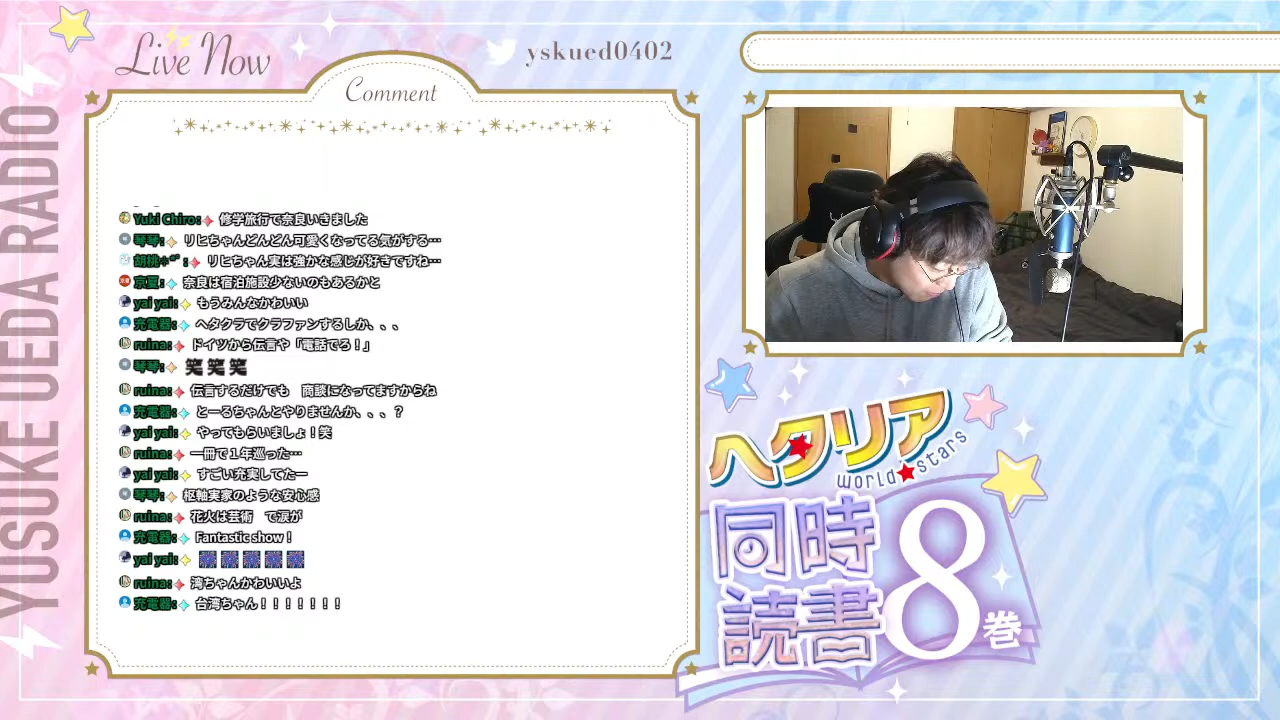 YUSUKE UEDA RADIO
Live Now
yskued0402
Comment
Yuki Chiro: 修学旅行で奈良いきました
琴琴: リヒちゃんどんどん可愛くなってる気がする…
胡桃+*°: リヒちゃん実は強かな感じが好きですね…
京夏: 奈良は宿泊施設少ないのもあるかと
yai yai: もうみんなかわいい
充電器: ヘタクラでクラファンするしか、、、
ruina: ドイツから伝言や「電話でろ！」
琴琴: 笑笑笑
ruina: 伝言するだけでも　商談になってますからね
充電器: とーるちゃんとやりませんか、、、？
yai yai: やってもらいましょ！笑
ruina: 一冊で１年巡った…
yai yai: すごい充実してたー
琴琴: 枢軸実家のような安心感
ruina: 花火は芸術　で涙が
充電器: Fantastic show！
yai yai:
ruina: 湾ちゃんかわいいよ
充電器: 台湾ちゃん！！！！！！！
ヘタリア
world★stars
同時
読書
8巻